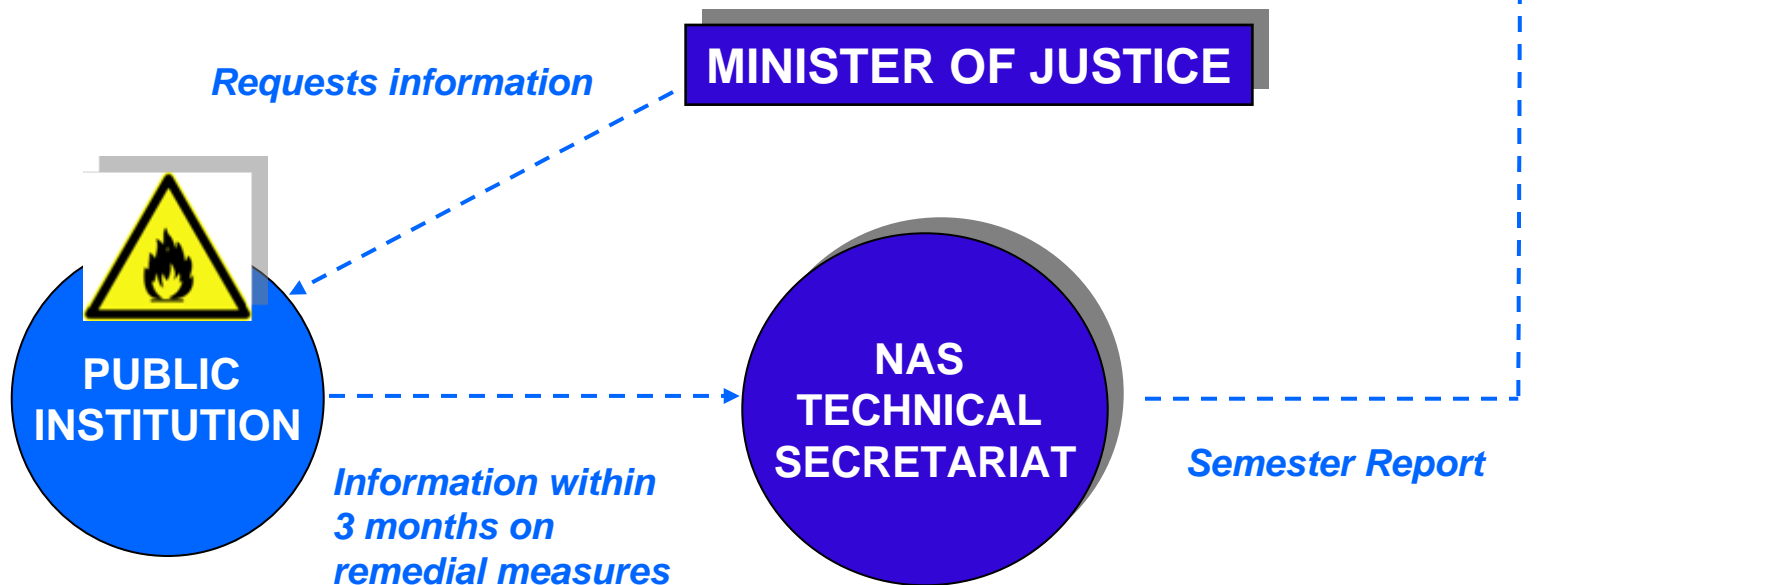 MINISTER OF JUSTICE
Requests information
PUBLIC
INSTITUTION
NAS
TECHNICAL
SECRETARIAT
Information within
3 months on
remedial measures
Semester Report